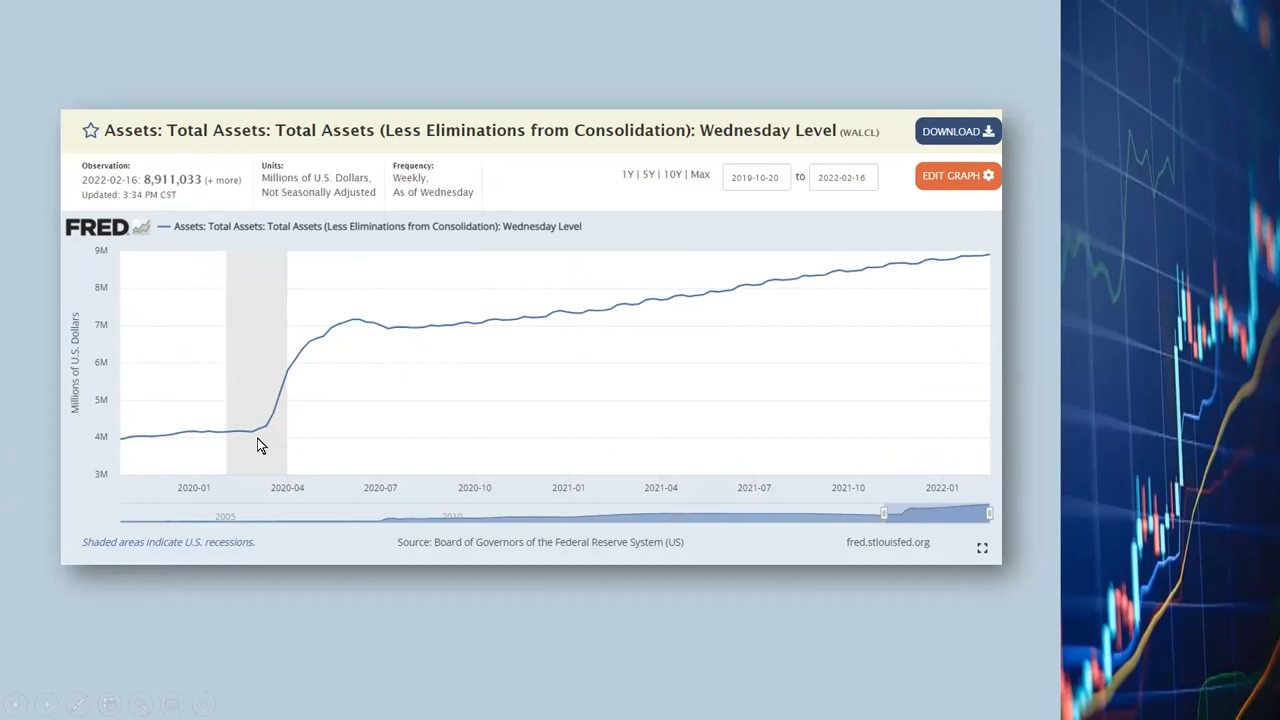 Assets: Total Assets: Total Assets (Less Eliminations from Consolidation): Wednesday Level (WALCL)
DOWNLOAD
Observation:
2022-02-16: 8,911,033 (+ more)
Updated: 3:34 PM CST
Units:
Millions of U.S. Dollars,
Not Seasonally Adjusted
Frequency:
Weekly,
As of Wednesday
1Y | 5Y | 10Y | Max
2019-10-20 to 2022-02-16
EDIT GRAPH
FRED
Assets: Total Assets: Total Assets (Less Eliminations from Consolidation): Wednesday Level
Millions of U.S. Dollars
9M
8M
7M
6M
5M
4M
3M
2020-01 2020-04 2020-07 2020-10 2021-01 2021-04 2021-07 2021-10 2022-01
2005 2010
Shaded areas indicate U.S. recessions.
Source: Board of Governors of the Federal Reserve System (US)
fred.stlouisfed.org